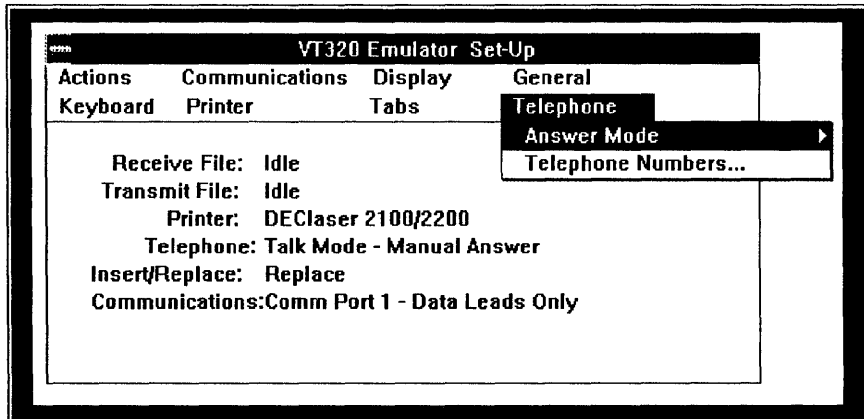 VT320 Emulator Set-Up
Actions Communications Display General
Keyboard Printer Tabs Telephone
Answer Mode
Telephone Numbers...
Receive File: Idle
Transmit File: Idle
Printer: DEClaser 2100/2200
Telephone: Talk Mode - Manual Answer
Insert/Replace: Replace
Communications:Comm Port 1 - Data Leads Only